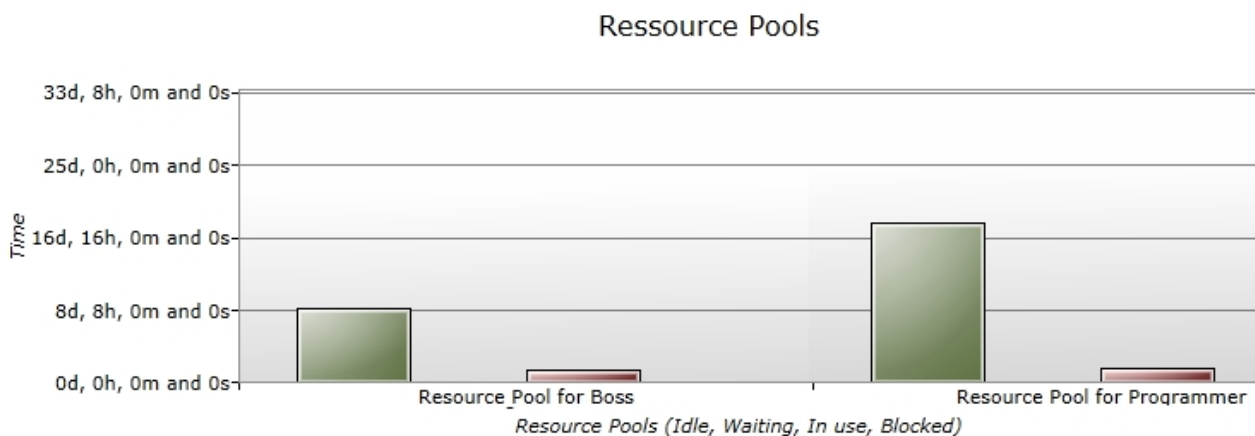 Ressource Pools
33d, 8h, 0m and 0s
25d, 0h, 0m and 0s
16d, 16h, 0m and 0s
8d, 8h, 0m and 0s
0d, 0h, 0m and 0s
Time
Resource_Pool for Boss
Resource Pool for Programmer
Resource Pools (Idle, Waiting, In use, Blocked)